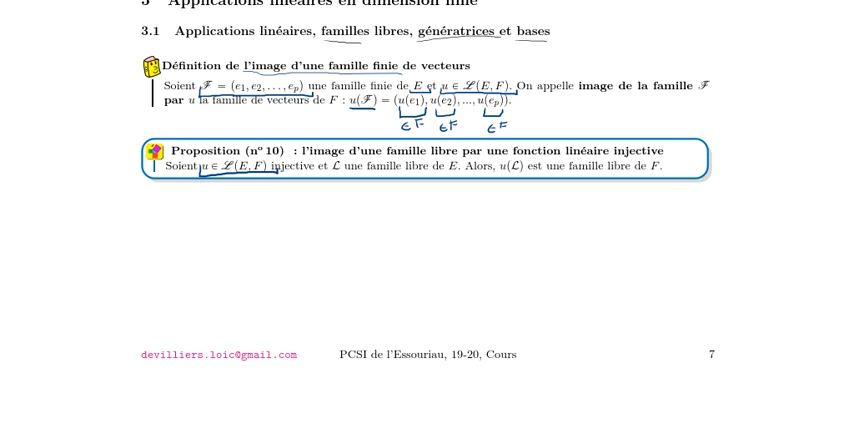 3 Applications linéaires en dimension finie
3.1 Applications linéaires, familles libres, génératrices et bases
Définition de l'image d'une famille finie de vecteurs
Soient ℱ = (e₁, e₂, . . . , eₚ) une famille finie de E et u ∈ ℒ(E, F). On appelle image de la famille ℱ
par u la famille de vecteurs de F : u(ℱ) = (u(e₁), u(e₂), ..., u(eₚ)).
∈ F ∈ F ∈ F
Proposition (nº 10) : l'image d'une famille libre par une fonction linéaire injective
Soient u ∈ ℒ(E, F) injective et ℒ une famille libre de E. Alors, u(ℒ) est une famille libre de F.
devilliers.loic@gmail.com PCSI de l'Essouriau, 19-20, Cours 7